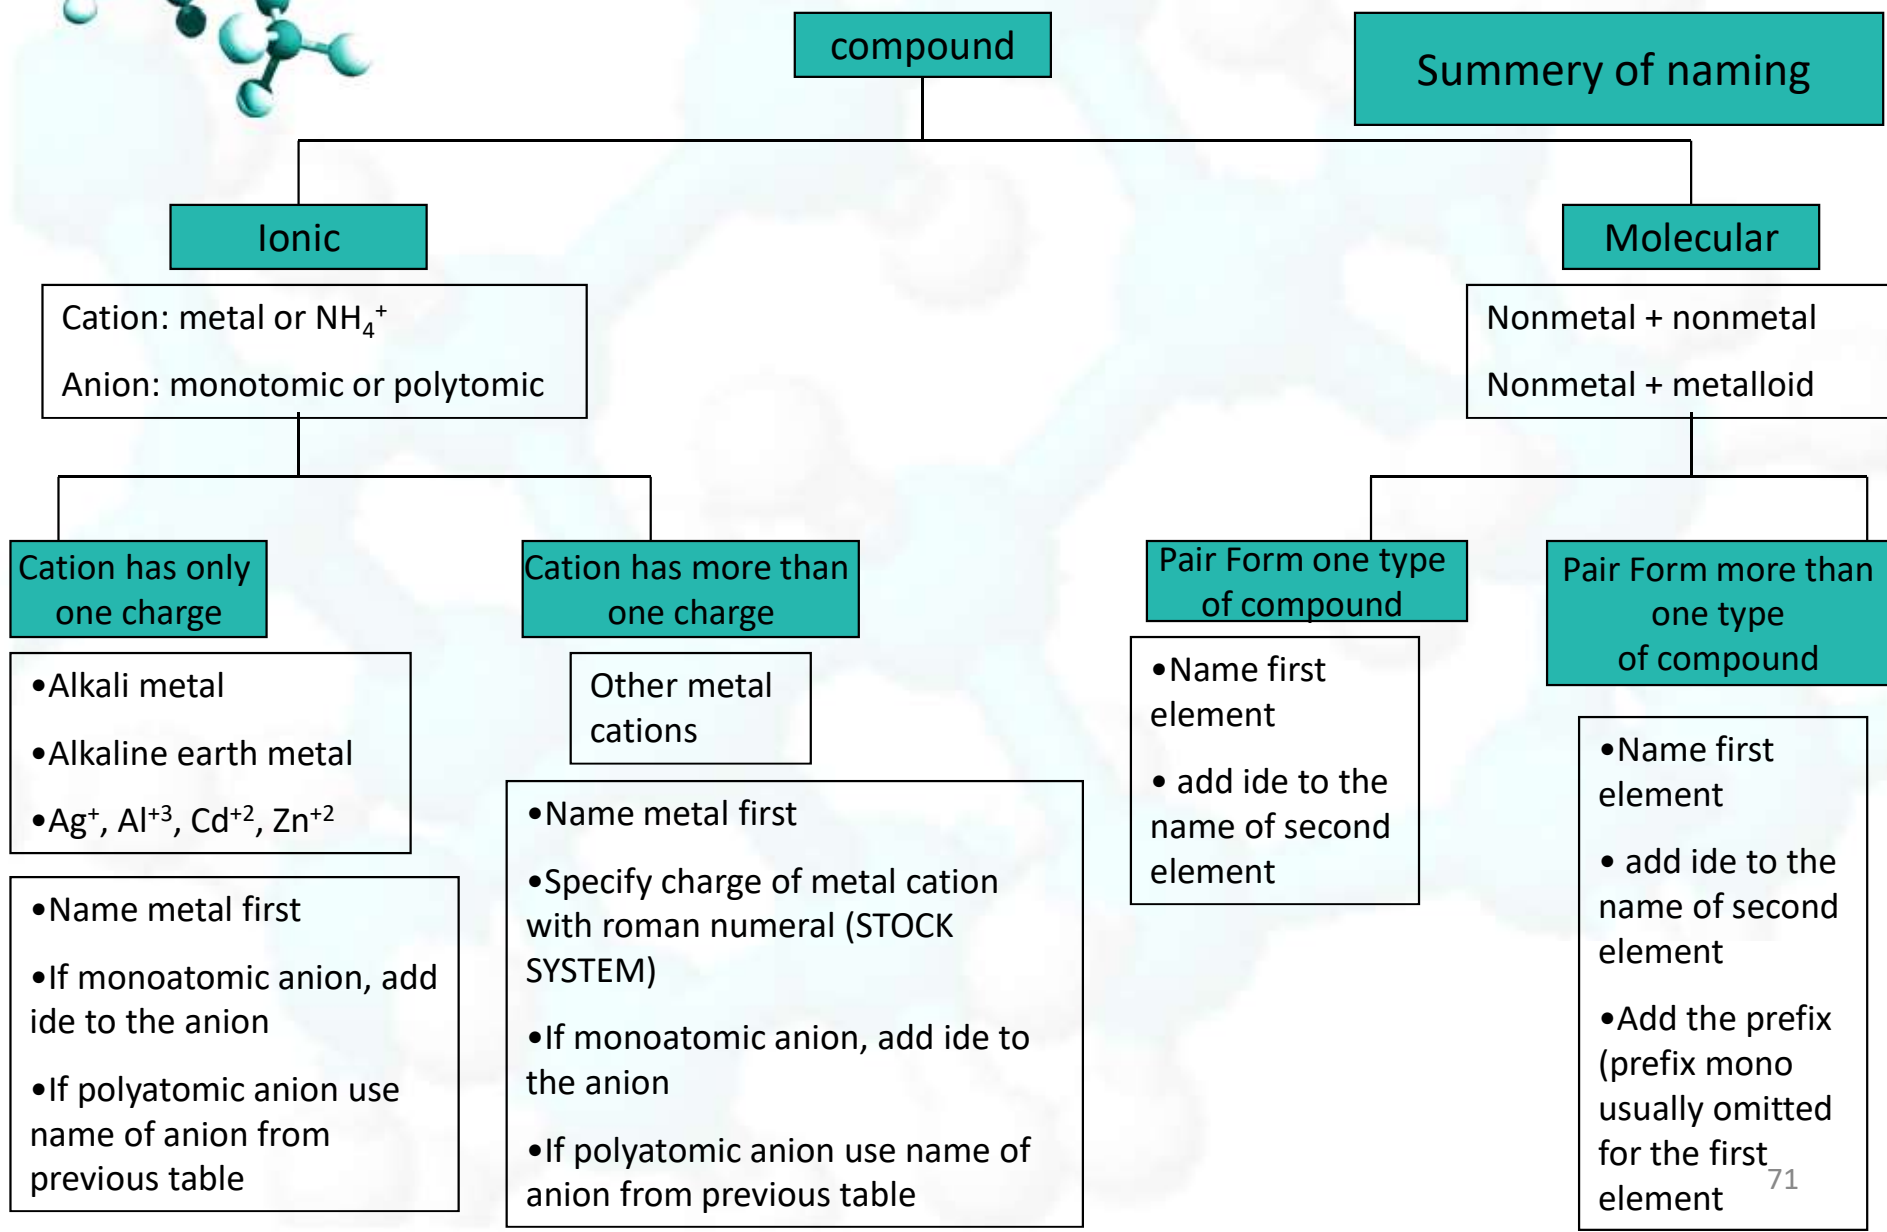 compound
Summery of naming
Ionic
Molecular
Cation: metal or NH₄⁺
Anion: monotomic or polytomic
Nonmetal + nonmetal
Nonmetal + metalloid
Cation has only
one charge
•Alkali metal
•Alkaline earth metal
•Ag⁺, Al⁺³, Cd⁺², Zn⁺²
•Name metal first
•If monoatomic anion, add
ide to the anion
•If polyatomic anion use
name of anion from
previous table
Cation has more than
one charge
Other metal
cations
•Name metal first
•Specify charge of metal cation
with roman numeral (STOCK
SYSTEM)
•If monoatomic anion, add ide to
the anion
•If polyatomic anion use name of
anion from previous table
Pair Form one type
of compound
•Name first
element
• add ide to the
name of second
element
Pair Form more than
one type
of compound
•Name first
element
• add ide to the
name of second
element
•Add the prefix
(prefix mono
usually omitted
for the first
element
71